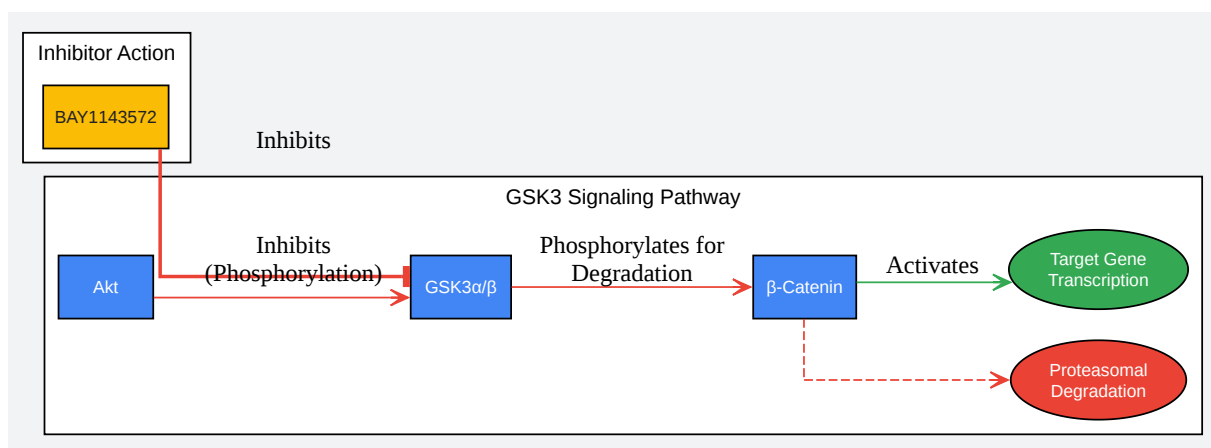 Inhibitor Action
BAY1143572
Inhibits
GSK3 Signaling Pathway
Akt
Inhibits
(Phosphorylation)
GSK3α/β
Phosphorylates for
Degradation
β-Catenin
Activates
Target Gene
Transcription
Proteasomal
Degradation